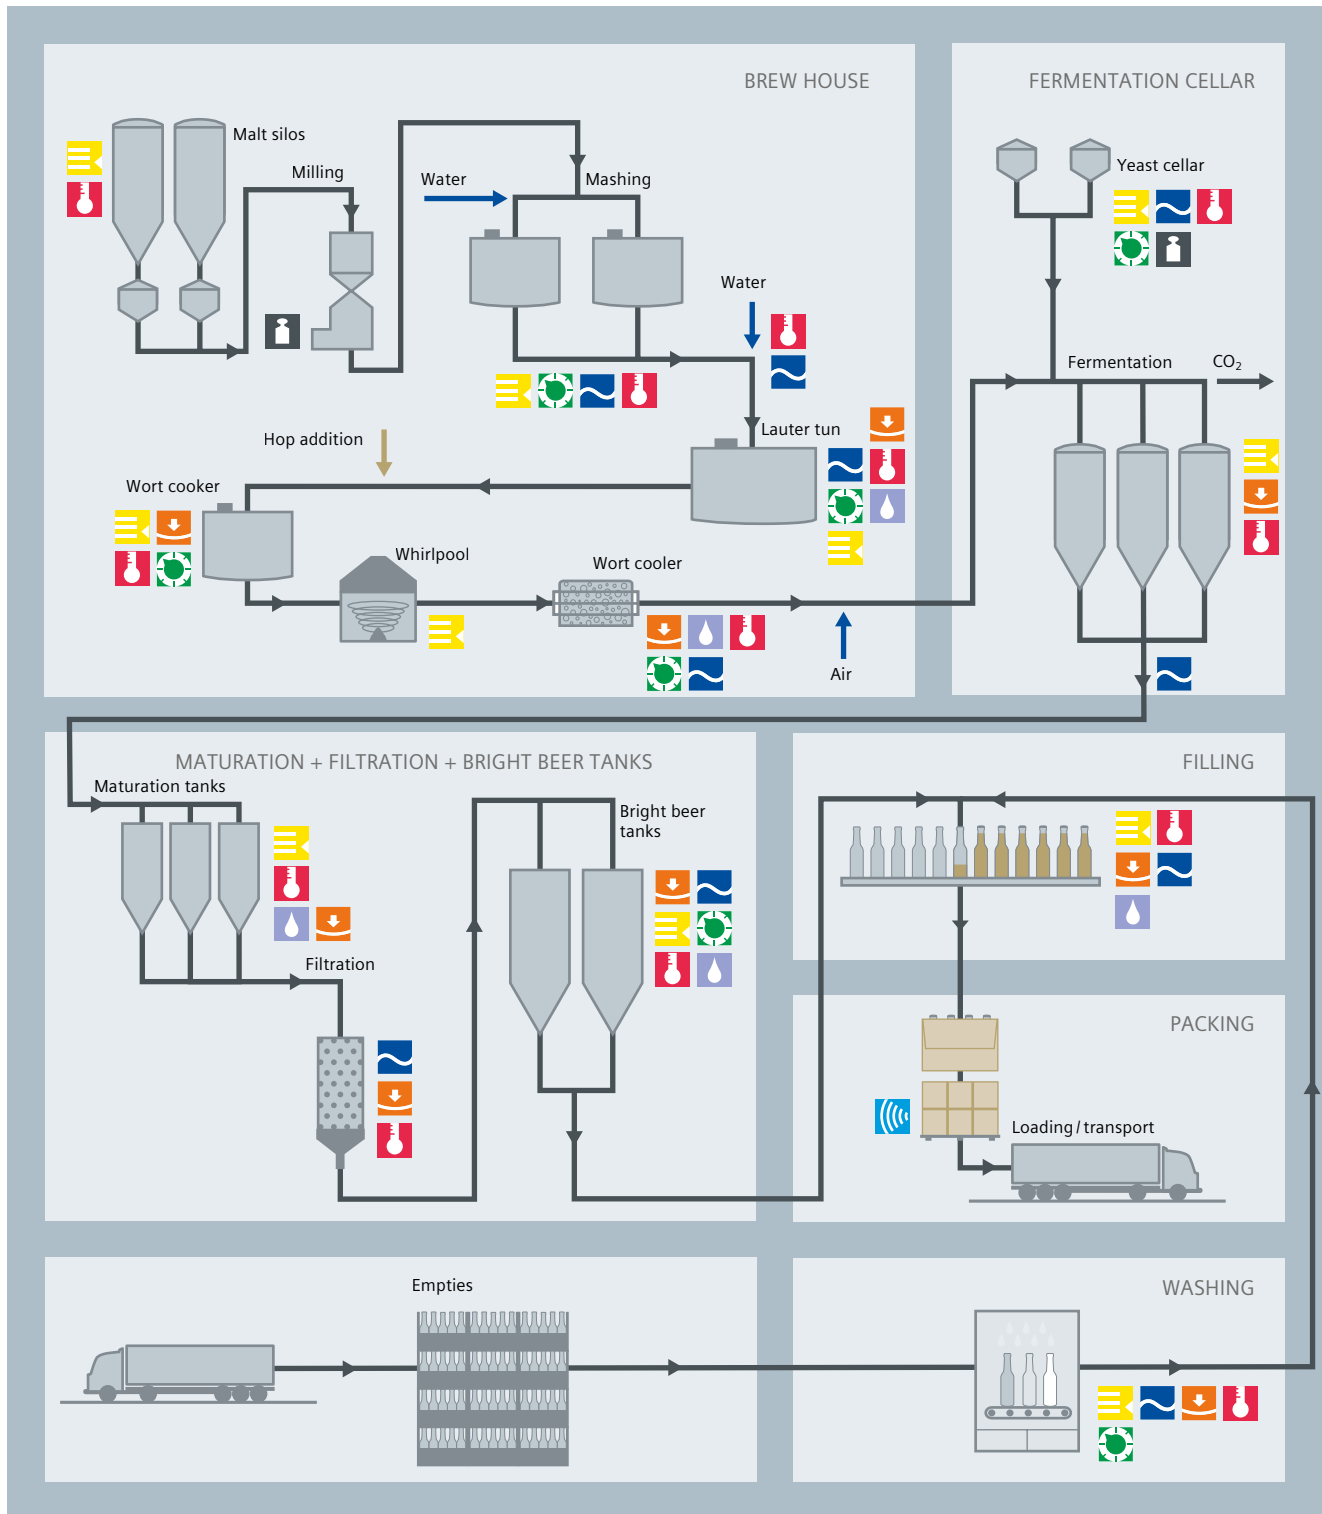 BREW HOUSE
FERMENTATION CELLAR
Malt silos
Milling
Water
Mashing
Yeast cellar
Water
Fermentation
CO₂
Hop addition
Lauter tun
Wort cooker
Whirlpool
Wort cooler
Air
MATURATION + FILTRATION + BRIGHT BEER TANKS
FILLING
Maturation tanks
Bright beer
tanks
Filtration
PACKING
Loading / transport
Empties
WASHING